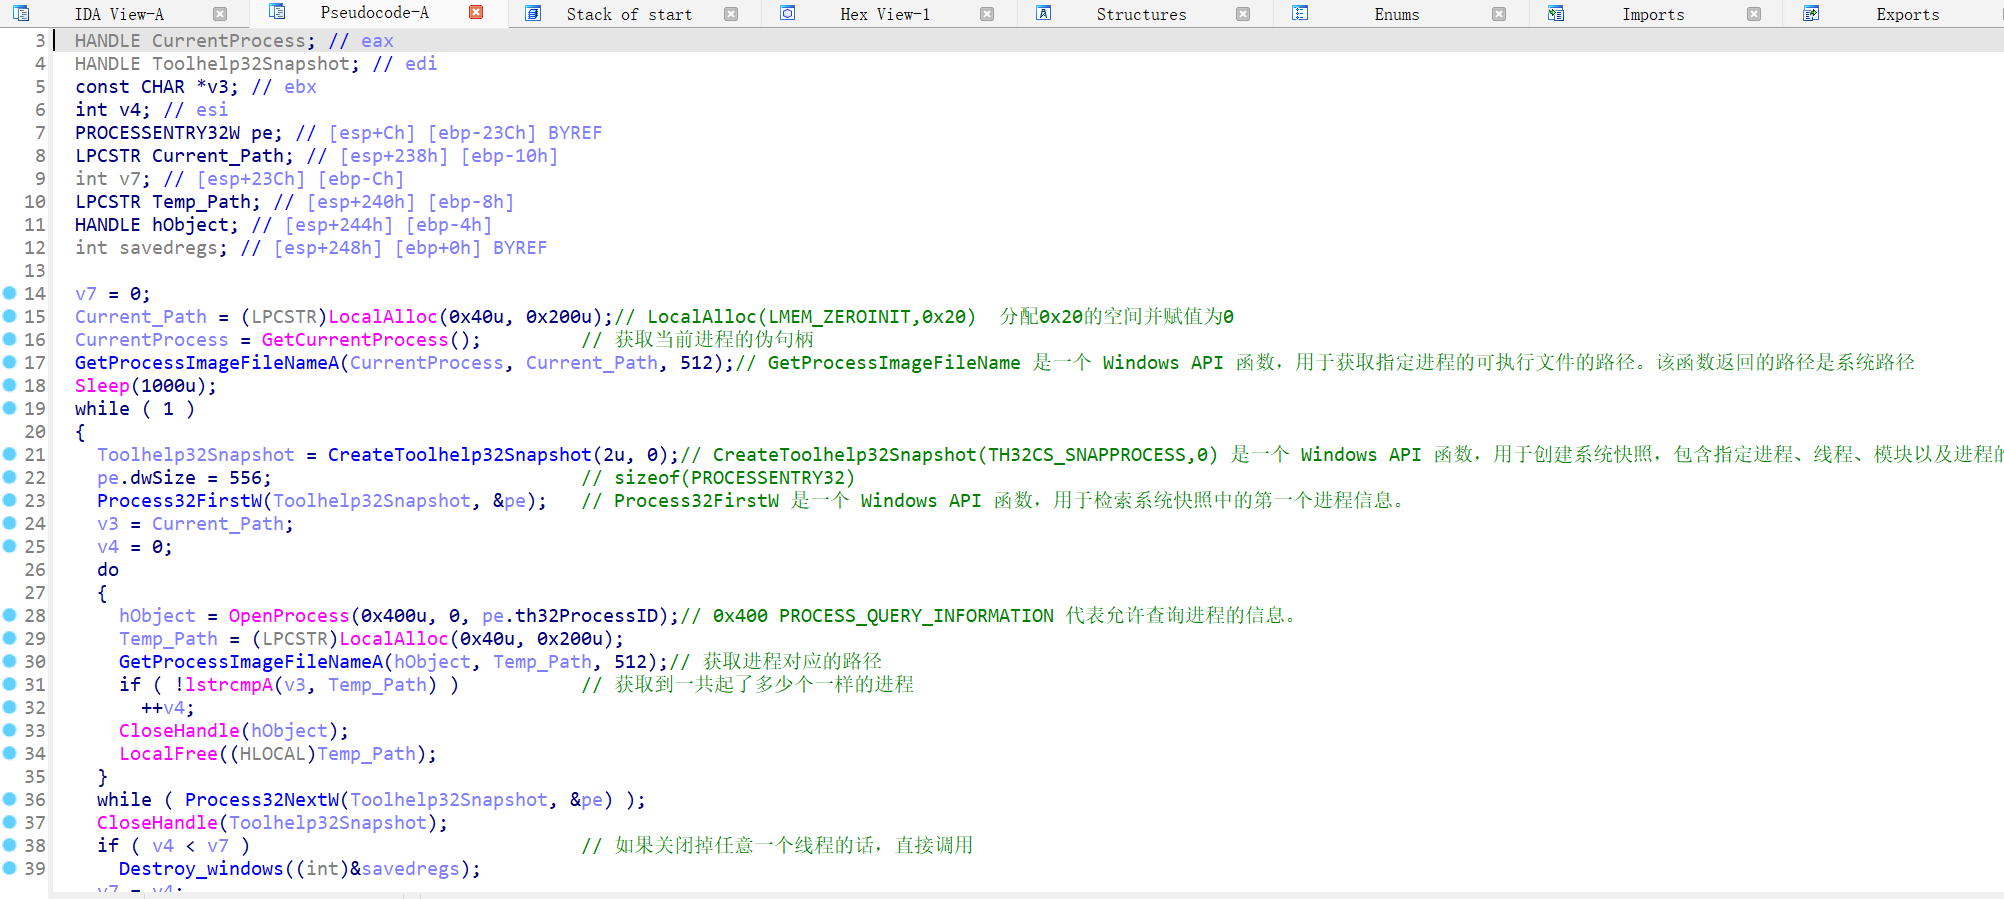 IDA View-A Pseudocode-A Stack of start Hex View-1 Structures Enums Imports Exports
3 HANDLE CurrentProcess; // eax
4 HANDLE Toolhelp32Snapshot; // edi
5 const CHAR *v3; // ebx
6 int v4; // esi
7 PROCESSENTRY32W pe; // [esp+Ch] [ebp-23Ch] BYREF
8 LPCSTR Current_Path; // [esp+238h] [ebp-10h]
9 int v7; // [esp+23Ch] [ebp-Ch]
10 LPCSTR Temp_Path; // [esp+240h] [ebp-8h]
11 HANDLE hObject; // [esp+244h] [ebp-4h]
12 int savedregs; // [esp+248h] [ebp+0h] BYREF
13
14 v7 = 0;
15 Current_Path = (LPCSTR)LocalAlloc(0x40u, 0x200u);// LocalAlloc(LMEM_ZEROINIT,0x20) 分配0x20的空间并赋值为0
16 CurrentProcess = GetCurrentProcess(); // 获取当前进程的伪句柄
17 GetProcessImageFileNameA(CurrentProcess, Current_Path, 512);// GetProcessImageFileName 是一个 Windows API 函数，用于获取指定进程的可执行文件的路径。该函数返回的路径是系统路径
18 Sleep(1000u);
19 while ( 1 )
20 {
21 Toolhelp32Snapshot = CreateToolhelp32Snapshot(2u, 0);// CreateToolhelp32Snapshot(TH32CS_SNAPPROCESS,0) 是一个 Windows API 函数，用于创建系统快照，包含指定进程、线程、模块以及进程的
22 pe.dwSize = 556; // sizeof(PROCESSENTRY32)
23 Process32FirstW(Toolhelp32Snapshot, &pe); // Process32FirstW 是一个 Windows API 函数，用于检索系统快照中的第一个进程信息。
24 v3 = Current_Path;
25 v4 = 0;
26 do
27 {
28 hObject = OpenProcess(0x400u, 0, pe.th32ProcessID);// 0x400 PROCESS_QUERY_INFORMATION 代表允许查询进程的信息。
29 Temp_Path = (LPCSTR)LocalAlloc(0x40u, 0x200u);
30 GetProcessImageFileNameA(hObject, Temp_Path, 512);// 获取进程对应的路径
31 if ( !lstrcmpA(v3, Temp_Path) ) // 获取到一共起了多少个一样的进程
32 ++v4;
33 CloseHandle(hObject);
34 LocalFree((HLOCAL)Temp_Path);
35 }
36 while ( Process32NextW(Toolhelp32Snapshot, &pe) );
37 CloseHandle(Toolhelp32Snapshot);
38 if ( v4 < v7 ) // 如果关闭掉任意一个线程的话，直接调用
39 Destroy_windows((int)&savedregs);
v7 = v4;